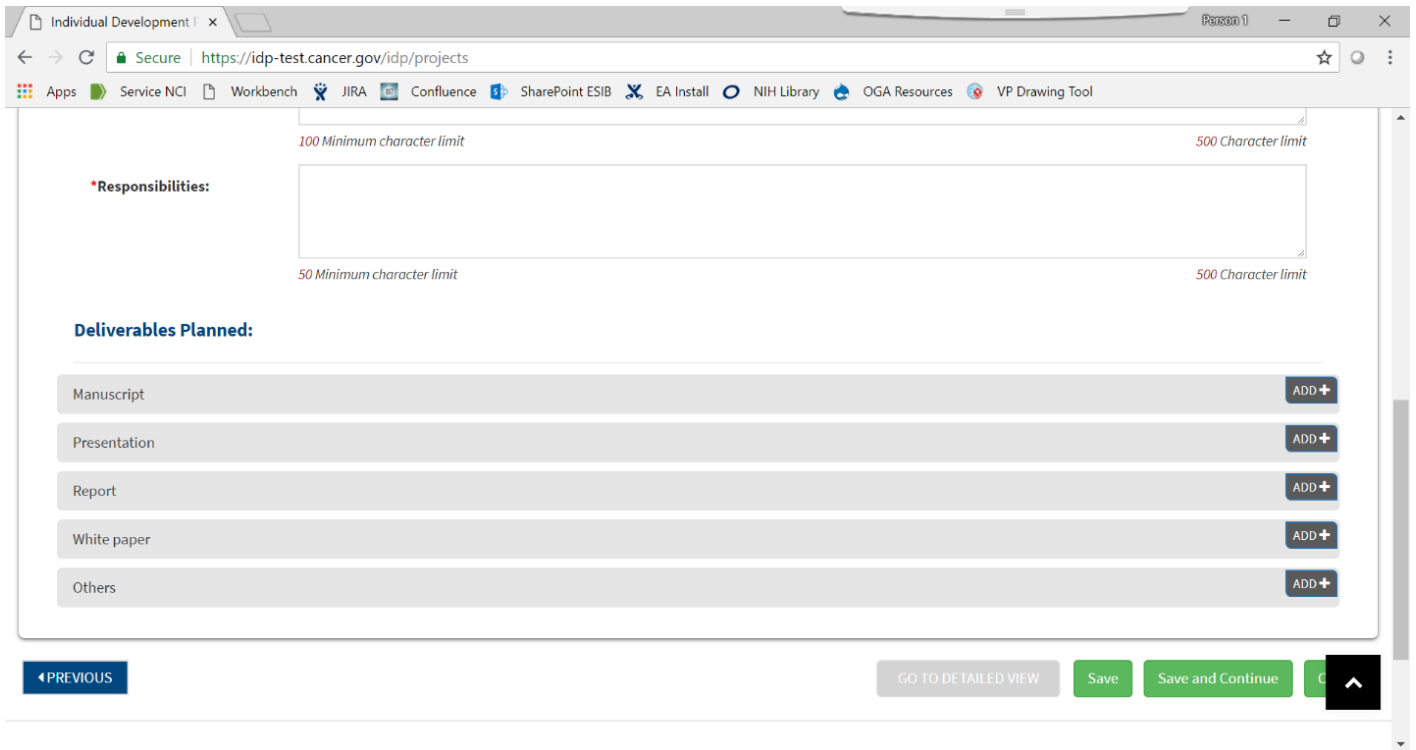 Individual Development P
Person 1
Secure https://idp-test.cancer.gov/idp/projects
Apps Service NCI Workbench JIRA Confluence SharePoint ESIB EA Install NIH Library OGA Resources VP Drawing Tool
100 Minimum character limit 500 Character limit
*Responsibilities:
50 Minimum character limit 500 Character limit
Deliverables Planned:
Manuscript ADD+
Presentation ADD+
Report ADD+
White paper ADD+
Others ADD+
PREVIOUS GO TO DETAILED VIEW Save Save and Continue